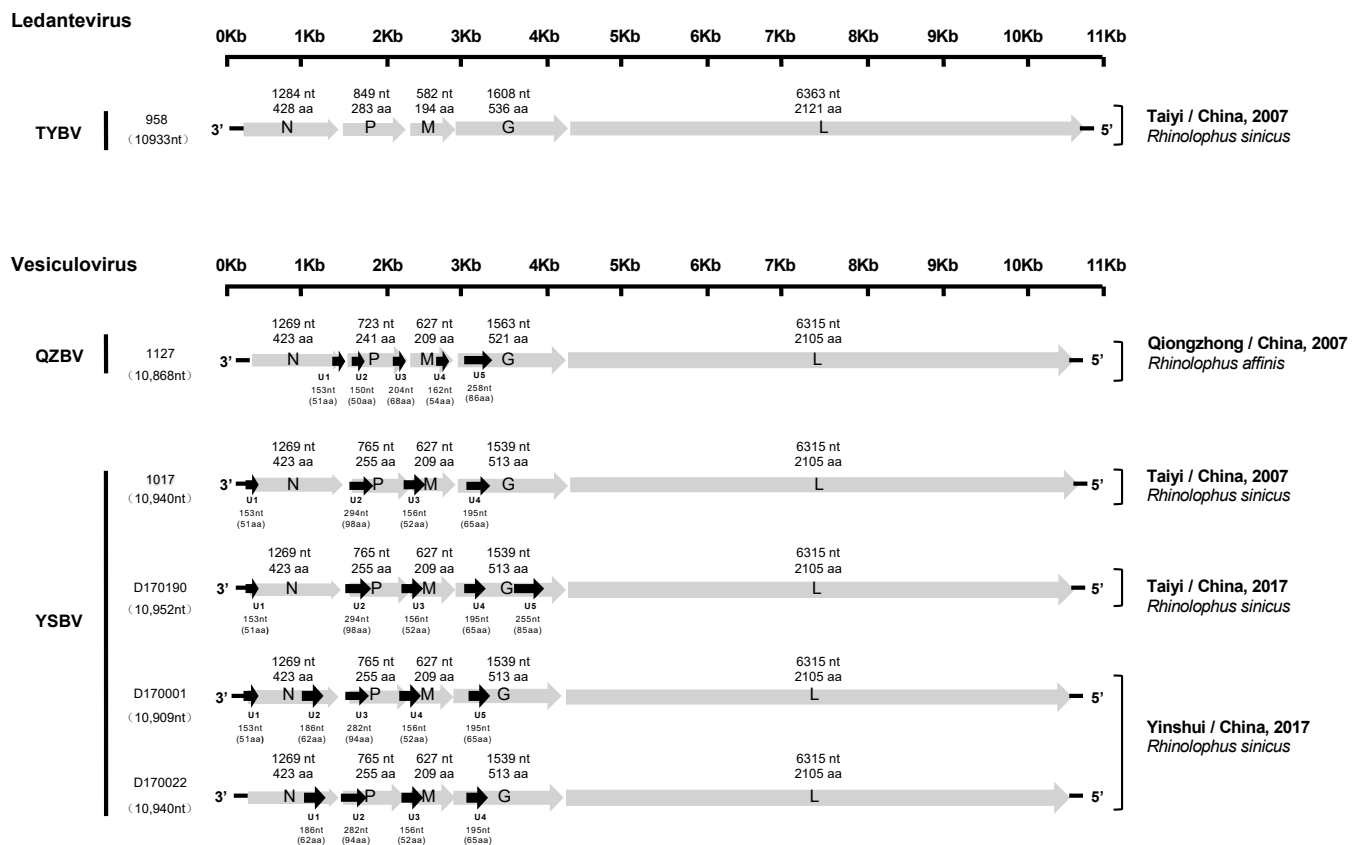 Ledantevirus
0Kb 1Kb 2Kb 3Kb 4Kb 5Kb 6Kb 7Kb 8Kb 9Kb 10Kb 11Kb
1284 nt 849 nt 582 nt 1608 nt 6363 nt
428 aa 283 aa 194 aa 536 aa 2121 aa
TYBV
958
(10933nt)
3’ N P M G L 5’
Taiyi / China, 2007
Rhinolophus sinicus
Vesiculovirus
0Kb 1Kb 2Kb 3Kb 4Kb 5Kb 6Kb 7Kb 8Kb 9Kb 10Kb 11Kb
1269 nt 723 nt 627 nt 1563 nt 6315 nt
423 aa 241 aa 209 aa 521 aa 2105 aa
QZBV
1127
(10,868nt)
3’ N P M G L 5’
U1 U2 U3 U4 U5
153nt 150nt 204nt 162nt 258nt
(51aa) (50aa) (68aa) (54aa) (86aa)
Qiongzhong / China, 2007
Rhinolophus affinis
YSBV
1269 nt 765 nt 627 nt 1539 nt 6315 nt
423 aa 255 aa 209 aa 513 aa 2105 aa
1017
(10,940nt)
3’ N P M G L 5’
U1 U2 U3 U4
153nt 294nt 156nt 195nt
(51aa) (98aa) (52aa) (65aa)
Taiyi / China, 2007
Rhinolophus sinicus
1269 nt 765 nt 627 nt 1539 nt 6315 nt
423 aa 255 aa 209 aa 513 aa 2105 aa
D170190
(10,952nt)
3’ N P M G L 5’
U1 U2 U3 U4 U5
153nt 294nt 156nt 195nt 255nt
(51aa) (98aa) (52aa) (65aa) (85aa)
Taiyi / China, 2017
Rhinolophus sinicus
1269 nt 765 nt 627 nt 1539 nt 6315 nt
423 aa 255 aa 209 aa 513 aa 2105 aa
D170001
(10,909nt)
3’ N P M G L 5’
U1 U2 U3 U4 U5
153nt 186nt 282nt 156nt 195nt
(51aa) (62aa) (94aa) (52aa) (65aa)
Yinshui / China, 2017
Rhinolophus sinicus
1269 nt 765 nt 627 nt 1539 nt 6315 nt
423 aa 255 aa 209 aa 513 aa 2105 aa
D170022
(10,940nt)
3’ N P M G L 5’
U1 U2 U3 U4
186nt 282nt 156nt 195nt
(62aa) (94aa) (52aa) (65aa)